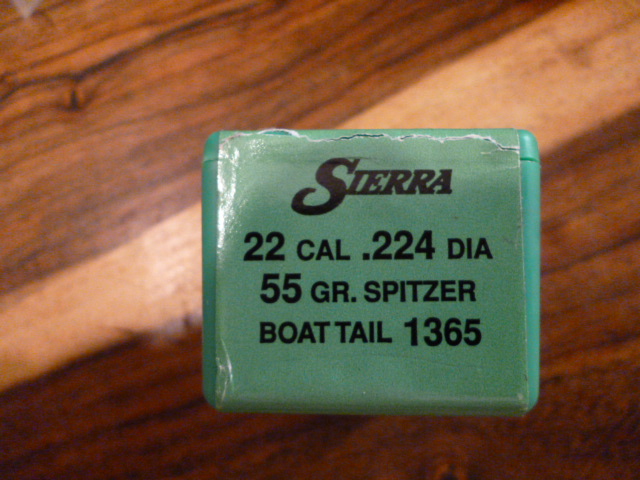 SIERRA
22 CAL .224 DIA
55 GR. SPITZER
BOAT TAIL 1365